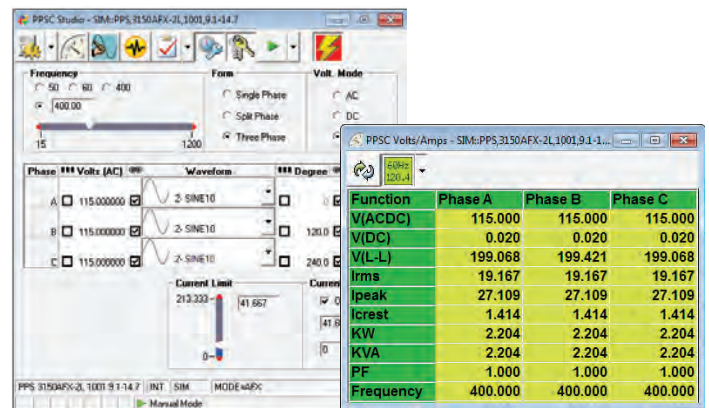 PPSC Studio - SIM::PPS,3150AFX-2L,1001,9.1-14.7
Frequency
50 60 400
400.00
15 1200
Form
Single Phase
Split Phase
Three Phase
Volt. Mode
AC
DC
Phase Volts (AC) Waveform Degree
A 115.000000 2- SINE10
B 115.000000 2- SINE10 120.0
C 115.000000 2- SINE10 240.0
Current Limit
213.333
41.667
0
Curren
41.6
0
PPS 3150AFX-2L 1001 9.1-14.7 INT SIM MODE=AFX
Manual Mode
PPSC Volts/Amps - SIM::PPS,3150AFX-2L,1001,9.1-1...
60Hz
120.4
Function Phase A Phase B Phase C
V(ACDC) 115.000 115.000 115.000
V(DC) 0.020 0.020 0.020
V(L-L) 199.068 199.421 199.068
Irms 19.167 19.167 19.167
Ipeak 27.109 27.109 27.109
Icrest 1.414 1.414 1.414
KW 2.204 2.204 2.204
KVA 2.204 2.204 2.204
PF 1.000 1.000 1.000
Frequency 400.000 400.000 400.000